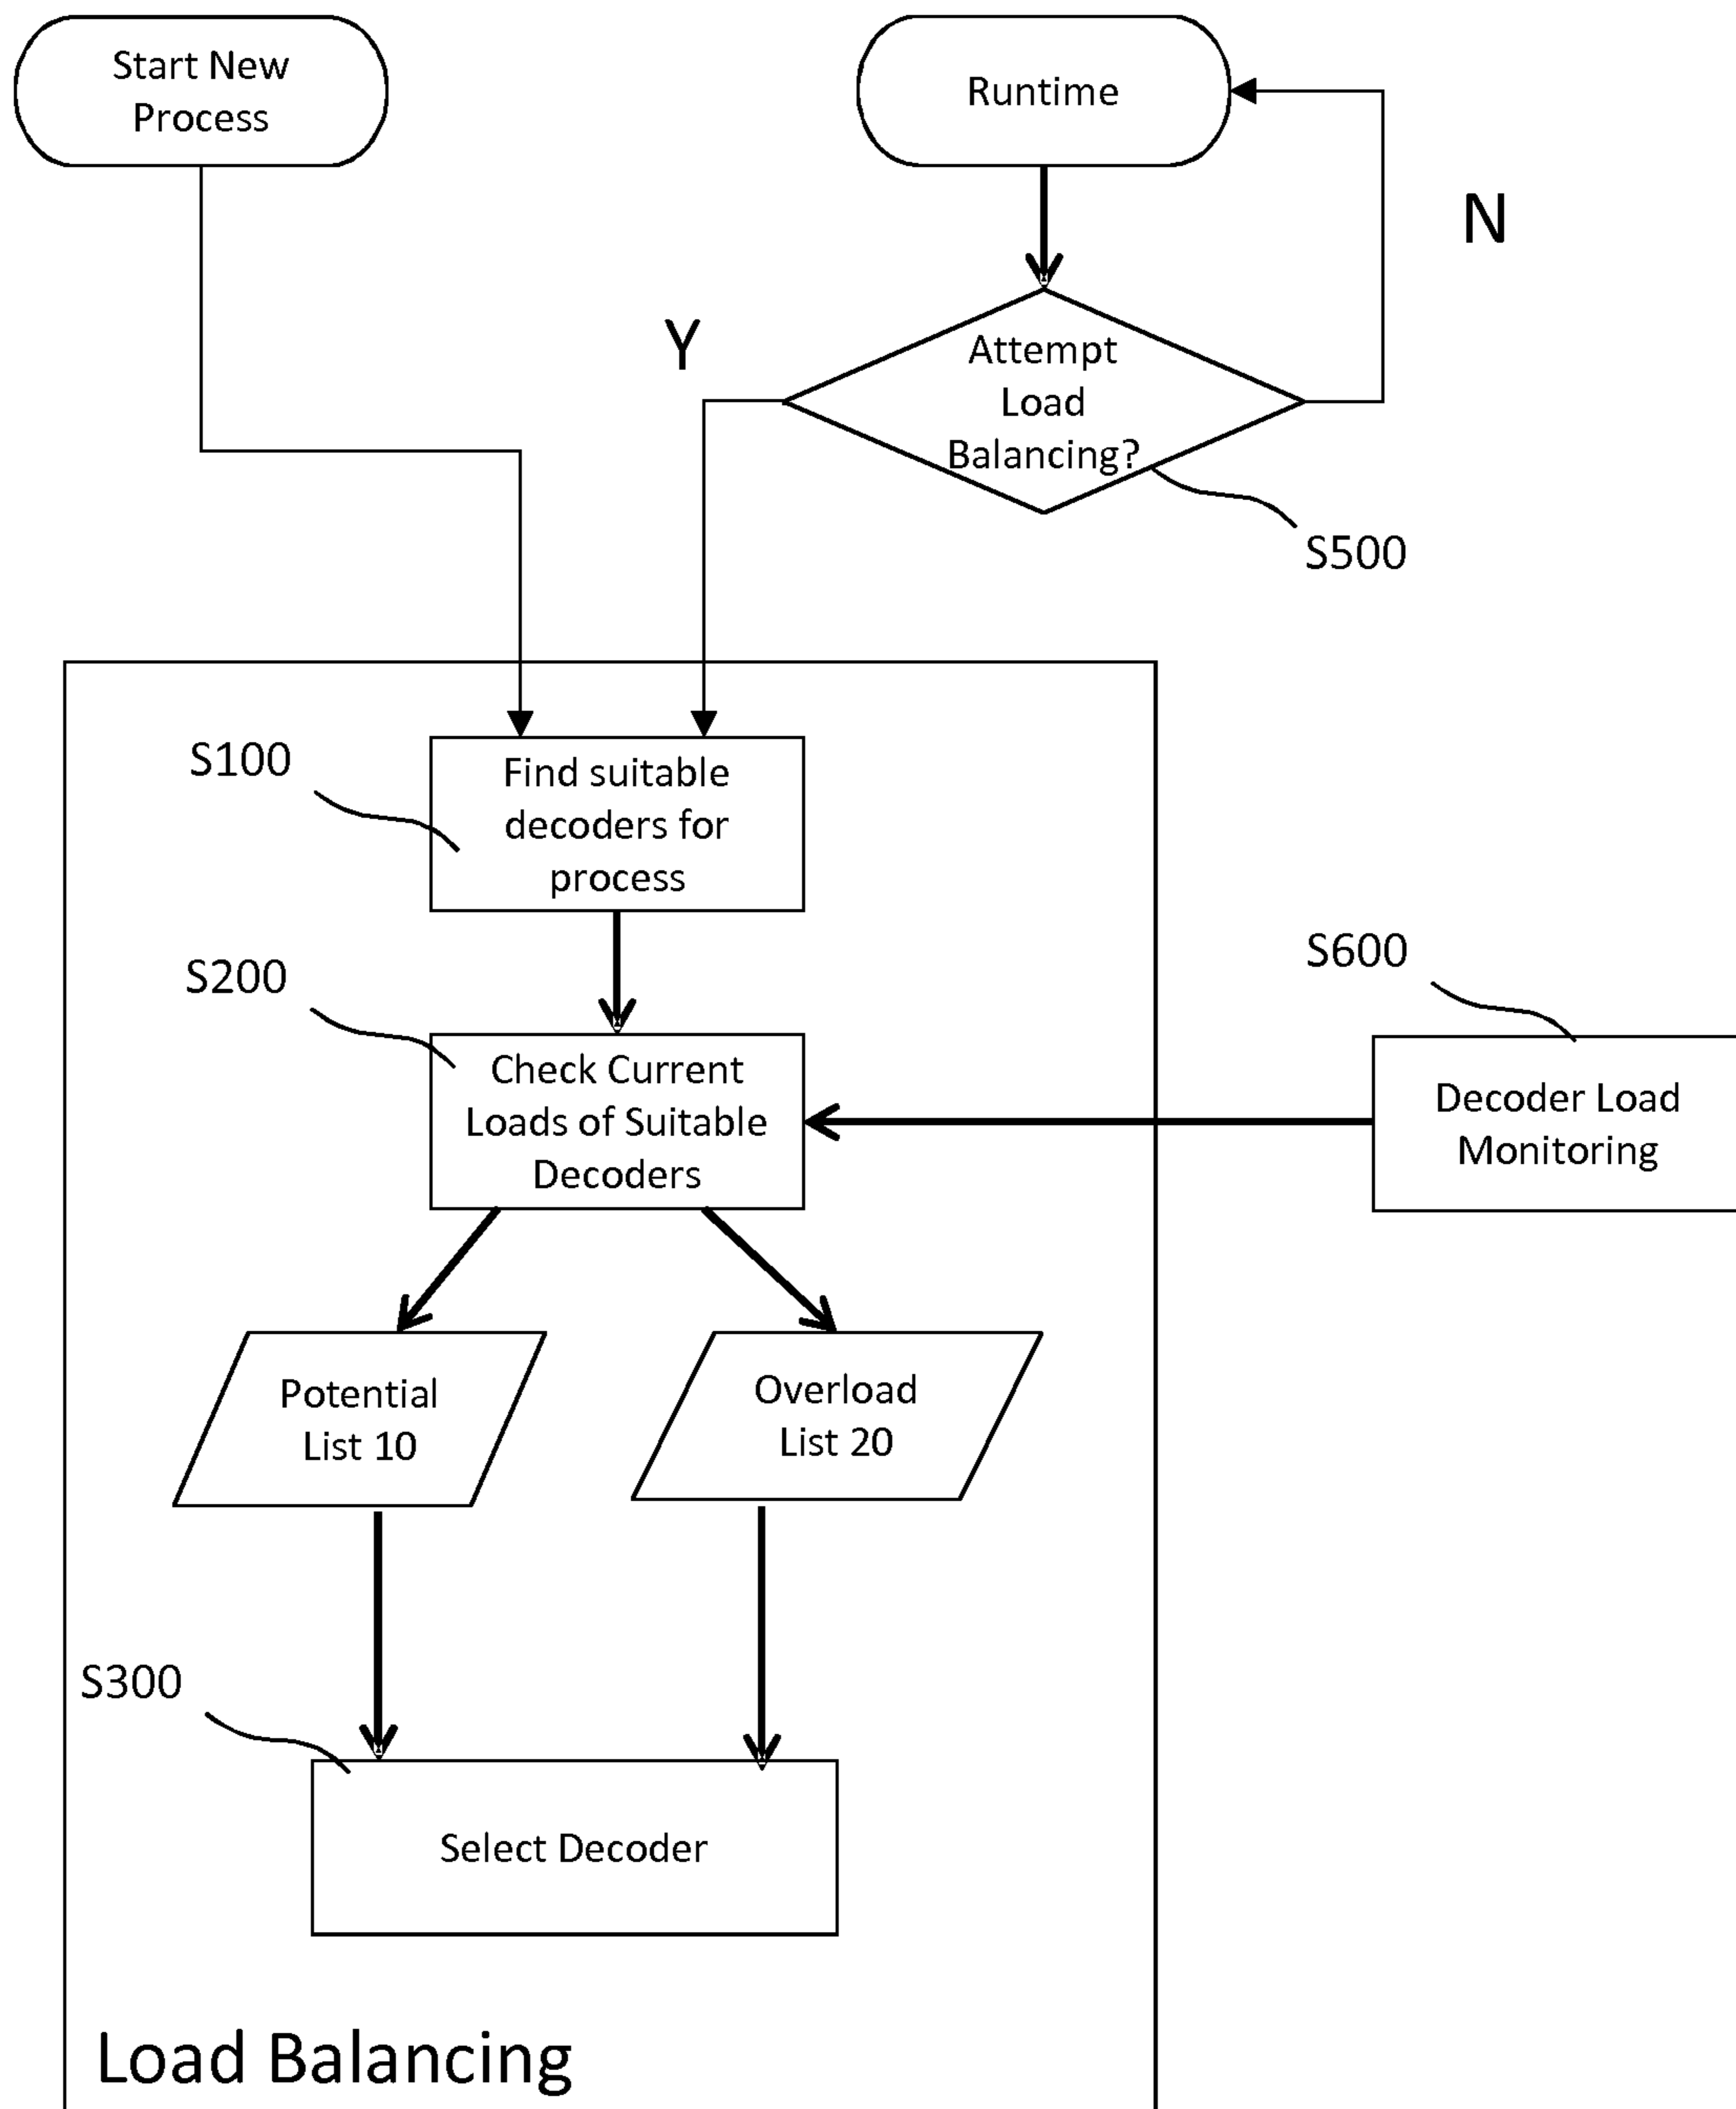 Start New
Process
Runtime
N
Y
Attempt
Load
Balancing?
S500
S100
Find suitable
decoders for
process
S200
Check Current
Loads of Suitable
Decoders
S600
Decoder Load
Monitoring
Potential
List 10
Overload
List 20
S300
Select Decoder
Load Balancing